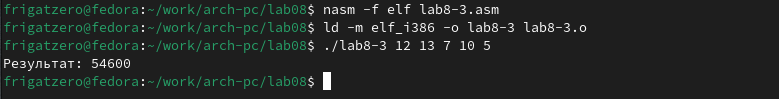 frigatzero@fedora:~/work/arch-pc/lab08$ nasm -f elf lab8-3.asm
frigatzero@fedora:~/work/arch-pc/lab08$ ld -m elf_i386 -o lab8-3 lab8-3.o
frigatzero@fedora:~/work/arch-pc/lab08$ ./lab8-3 12 13 7 10 5
Результат: 54600
frigatzero@fedora:~/work/arch-pc/lab08$